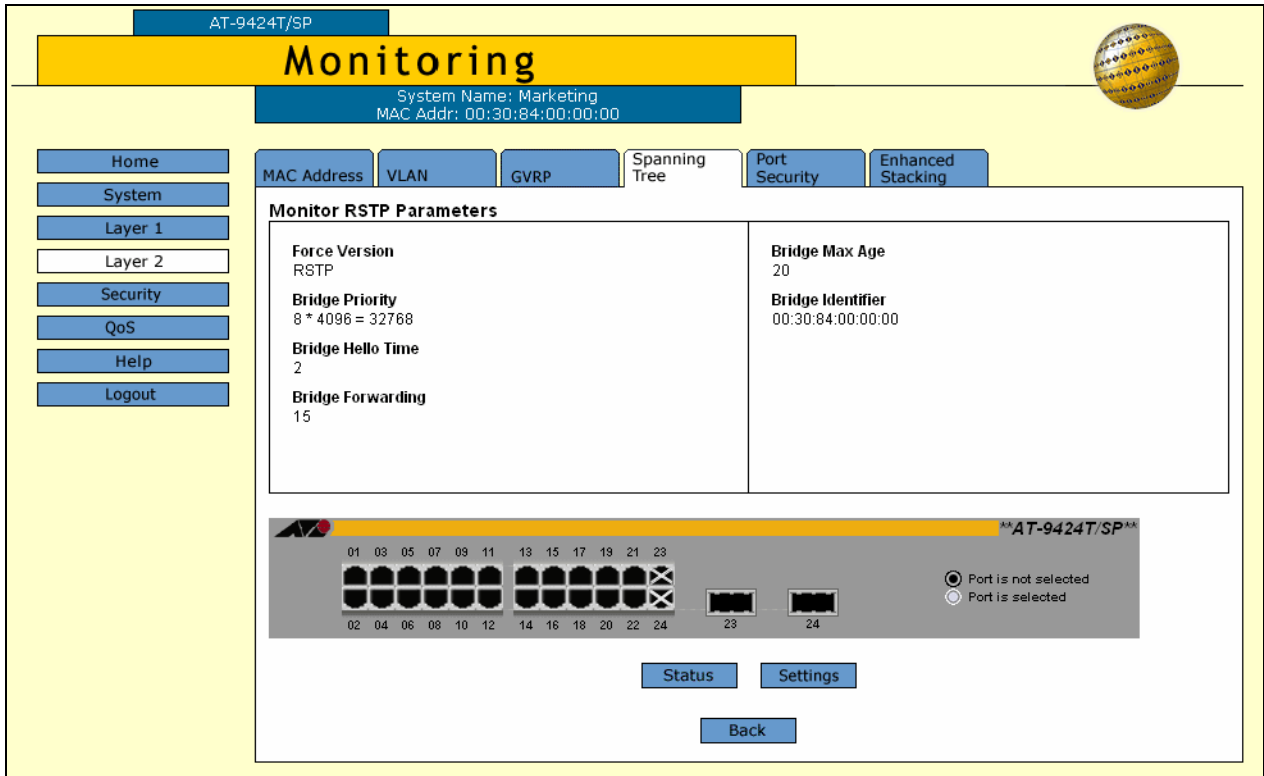 AT-9424T/SP
Monitoring
System Name: Marketing
MAC Addr: 00:30:84:00:00:00
Home
System
Layer 1
Layer 2
Security
QoS
Help
Logout
MAC Address
VLAN
GVRP
Spanning
Tree
Port
Security
Enhanced
Stacking
Monitor RSTP Parameters
Force Version
RSTP
Bridge Priority
8 * 4096 = 32768
Bridge Hello Time
2
Bridge Forwarding
15
Bridge Max Age
20
Bridge Identifier
00:30:84:00:00:00
**AT-9424T/SP**
01 03 05 07 09 11 13 15 17 19 21 23
02 04 06 08 10 12 14 16 18 20 22 24 23 24
Port is not selected
Port is selected
Status
Settings
Back